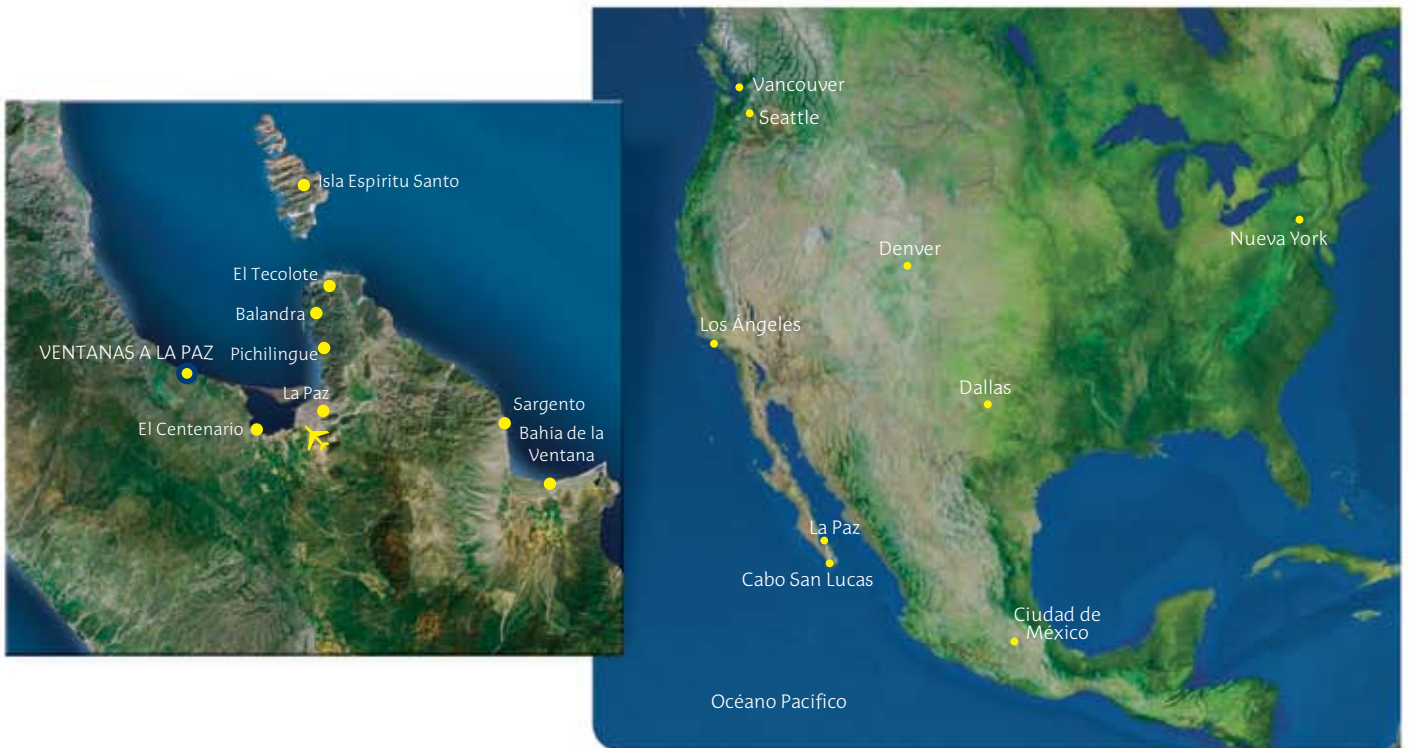 Isla Espíritu Santo
El Tecolote
Balandra
VENTANAS A LA PAZ
Pichilingue
La Paz
El Centenario
Sargento
Bahía de la
Ventana
Vancouver
Seattle
Nueva York
Denver
Los Ángeles
Dallas
La Paz
Cabo San Lucas
Ciudad de
México
Océano Pacífico